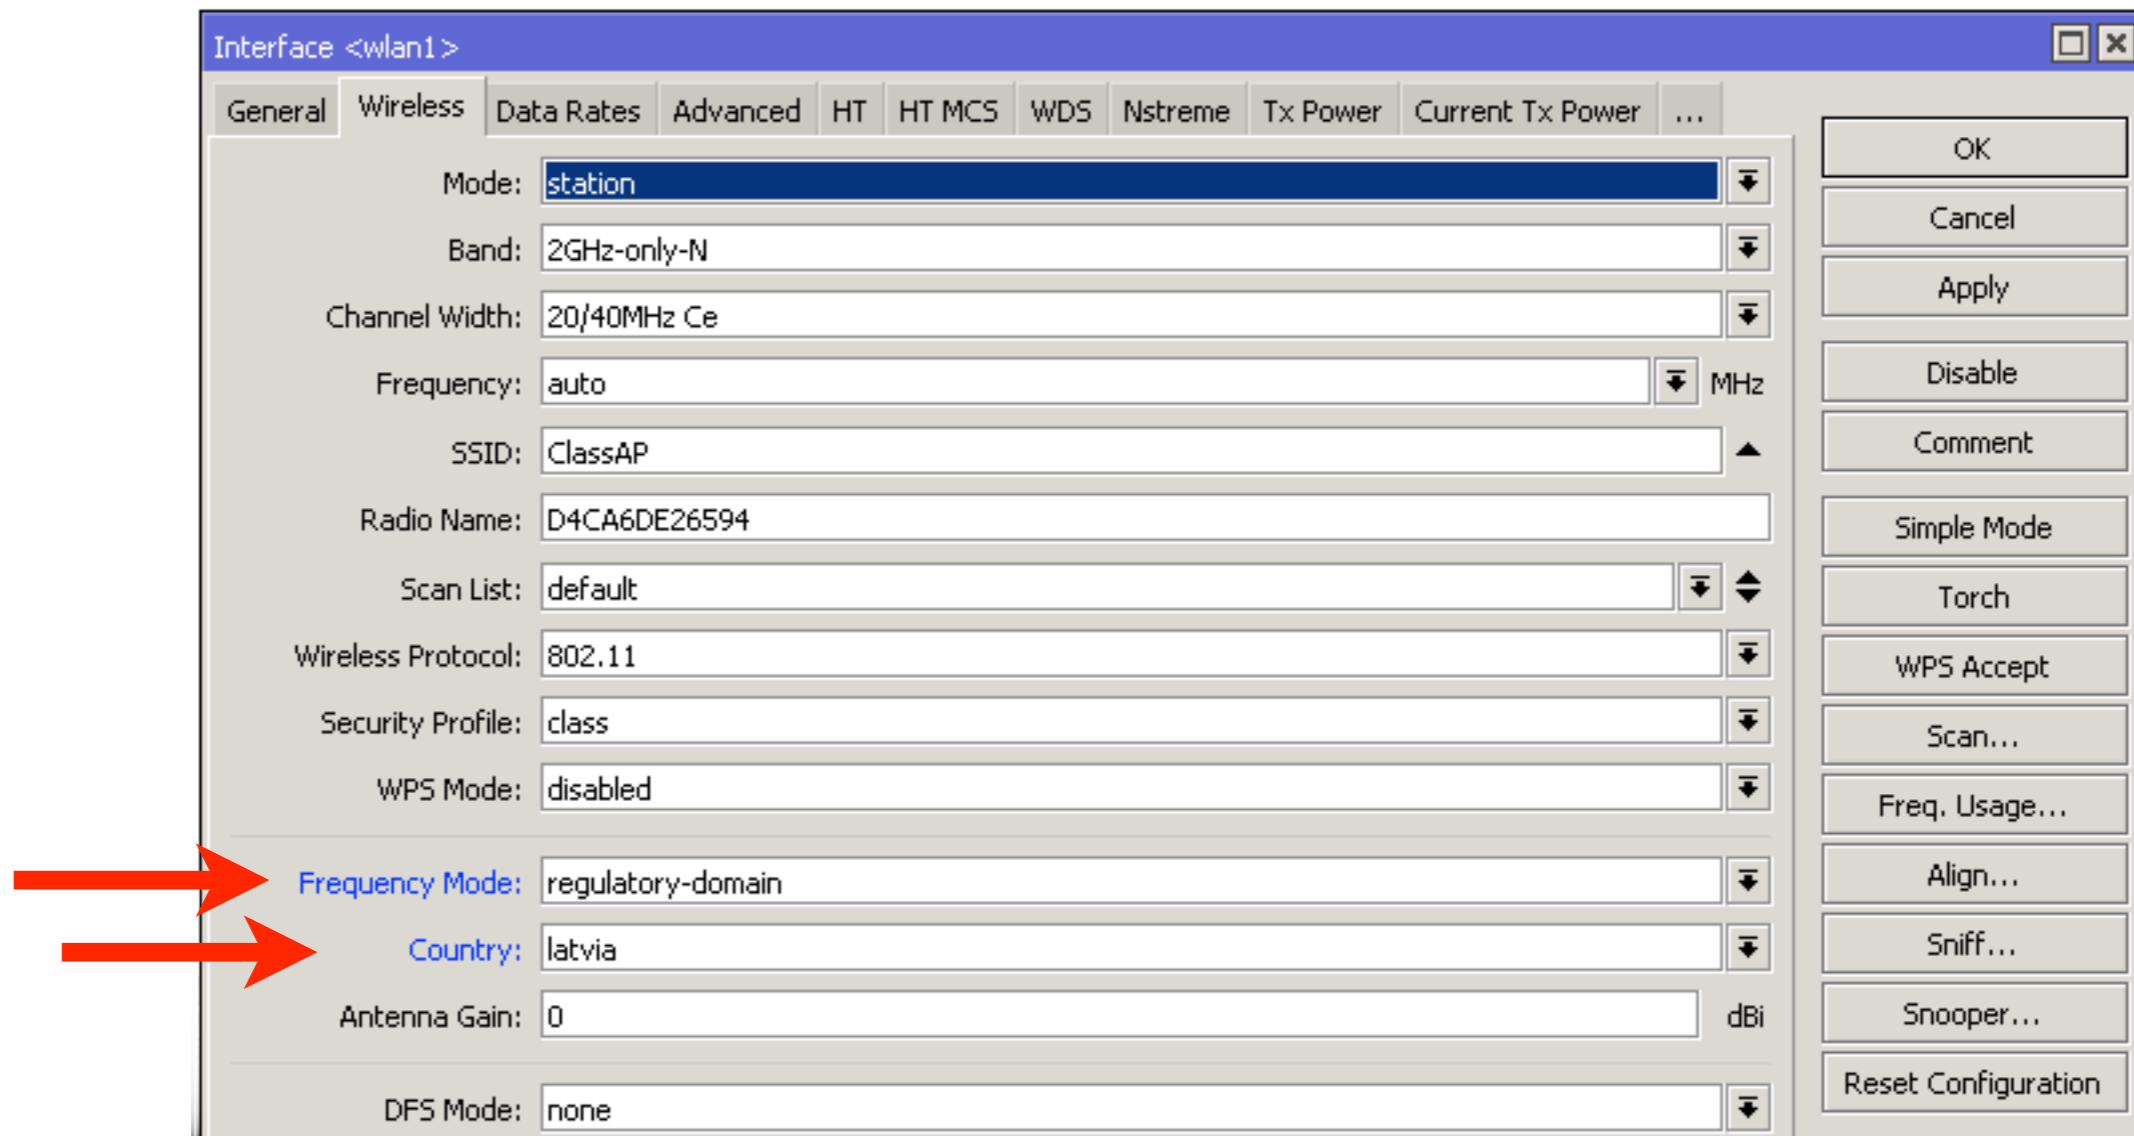 Interface <wlan1>
General Wireless Data Rates Advanced HT HT MCS WDS Nstreme Tx Power Current Tx Power ...
Mode: station
Band: 2GHz-only-N
Channel Width: 20/40MHz Ce
Frequency: auto MHz
SSID: ClassAP
Radio Name: D4CA6DE26594
Scan List: default
Wireless Protocol: 802.11
Security Profile: class
WPS Mode: disabled
Frequency Mode: regulatory-domain
Country: latvia
Antenna Gain: 0 dBi
DFS Mode: none
OK
Cancel
Apply
Disable
Comment
Simple Mode
Torch
WPS Accept
Scan...
Freq. Usage...
Align...
Sniff...
Snooper...
Reset Configuration